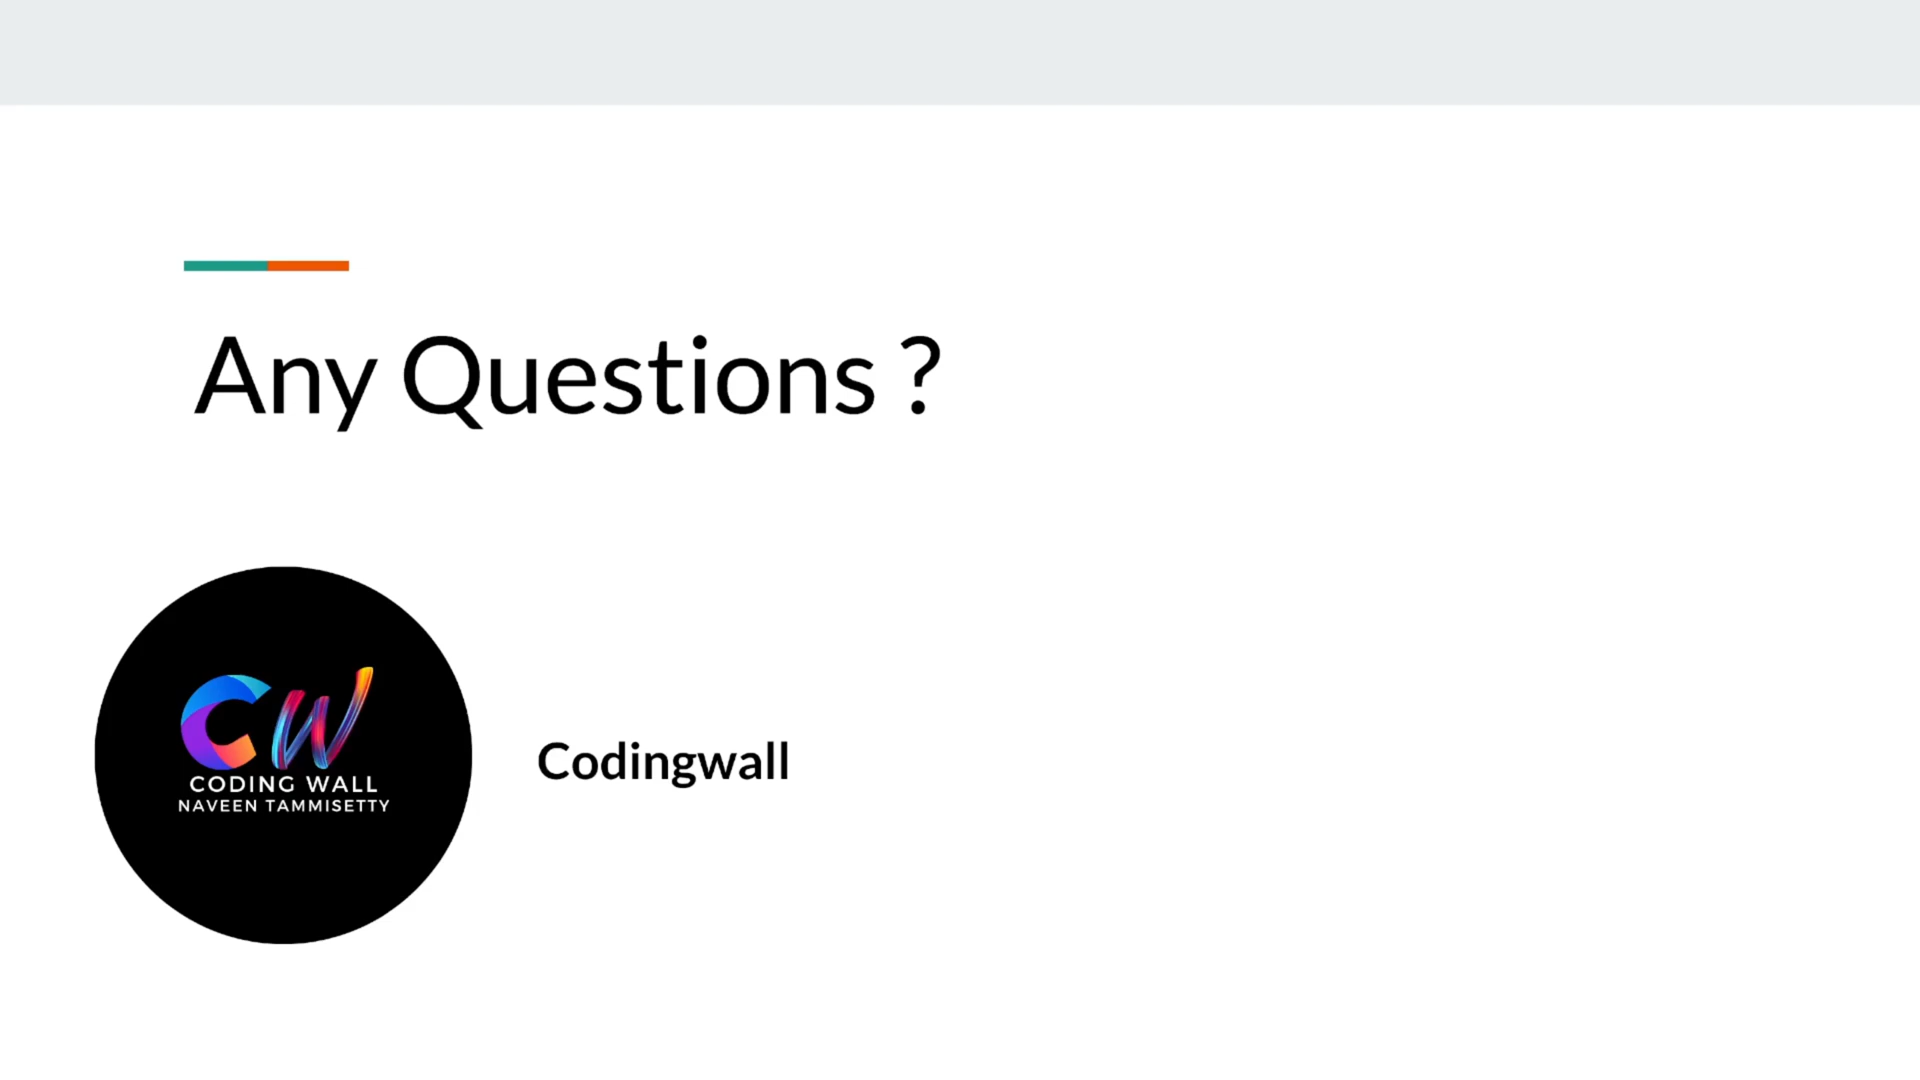 Any Questions ?
CW
CODING WALL
NAVEEN TAMMISETTY
Codingwall